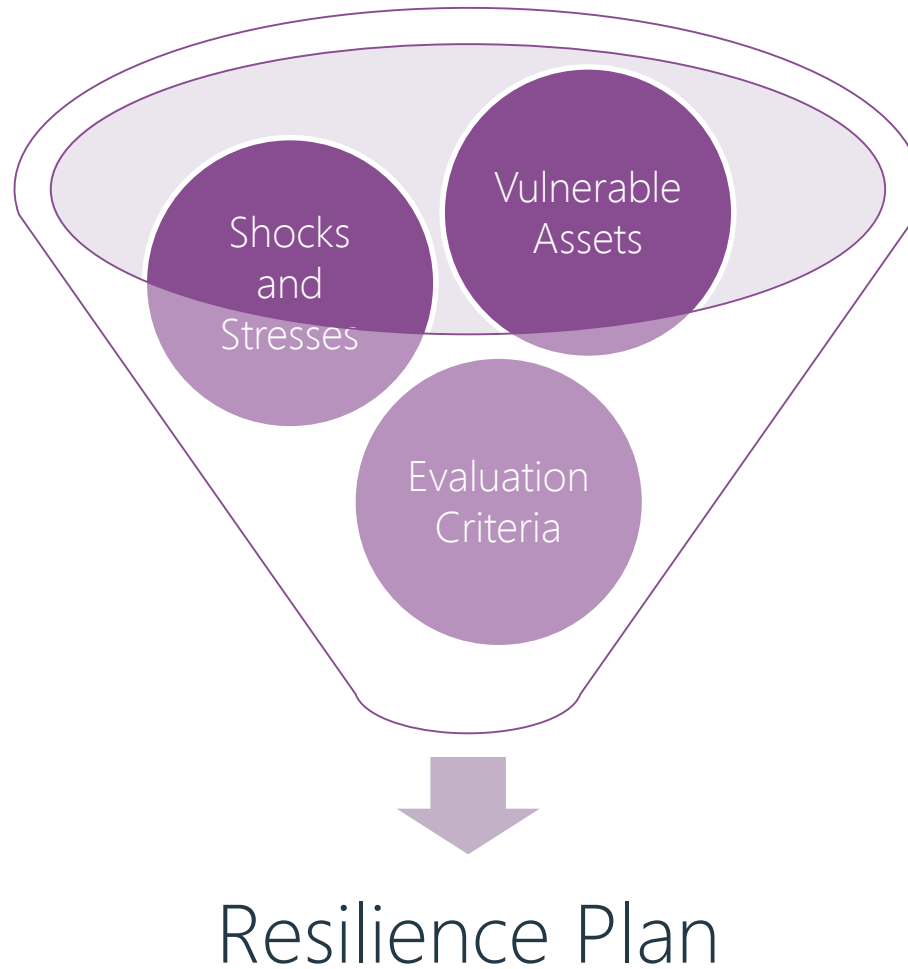 Shocks
and
Stresses
Vulnerable
Assets
Evaluation
Criteria
Resilience Plan